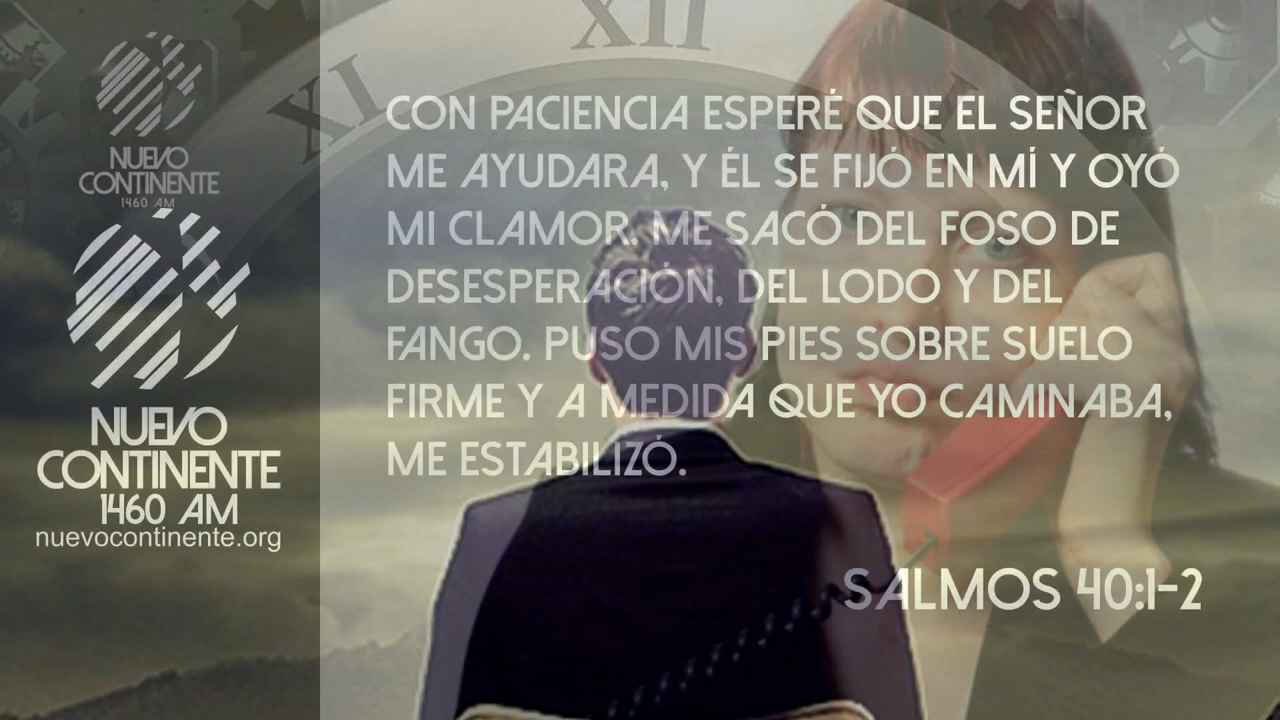 NUEVO
CONTINENTE
1460 AM
NUEVO
CONTINENTE
1460 AM
nuevocontinente.org
XI
XII
CON PACIENCIA ESPERÉ QUE EL SEÑOR
ME AYUDARA, Y ÉL SE FIJÓ EN MÍ Y OYÓ
MI CLAMOR. ME SACÓ DEL FOSO DE
DESESPERACIÓN, DEL LODO Y DEL
FANGO. PUSO MIS PIES SOBRE SUELO
FIRME Y A MEDIDA QUE YO CAMINABA,
ME ESTABILIZÓ.
SALMOS 40:1-2